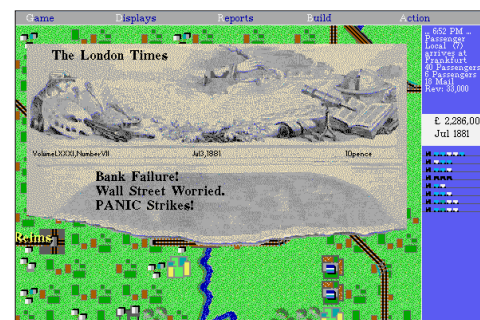 Game Displays Reports Build Action
The London Times
VolumeLXXXI,NumberVII Jul3,1881 10pence
Bank Failure!
Wall Street Worried.
PANIC Strikes!
Reims
... 6:52 PM ...
Passenger
Local (7)
arrives at
Frankfurt
40 Passengers
6 Passengers
18 Mail
Rev: 33,000
£ 2,286,00
Jul 1881